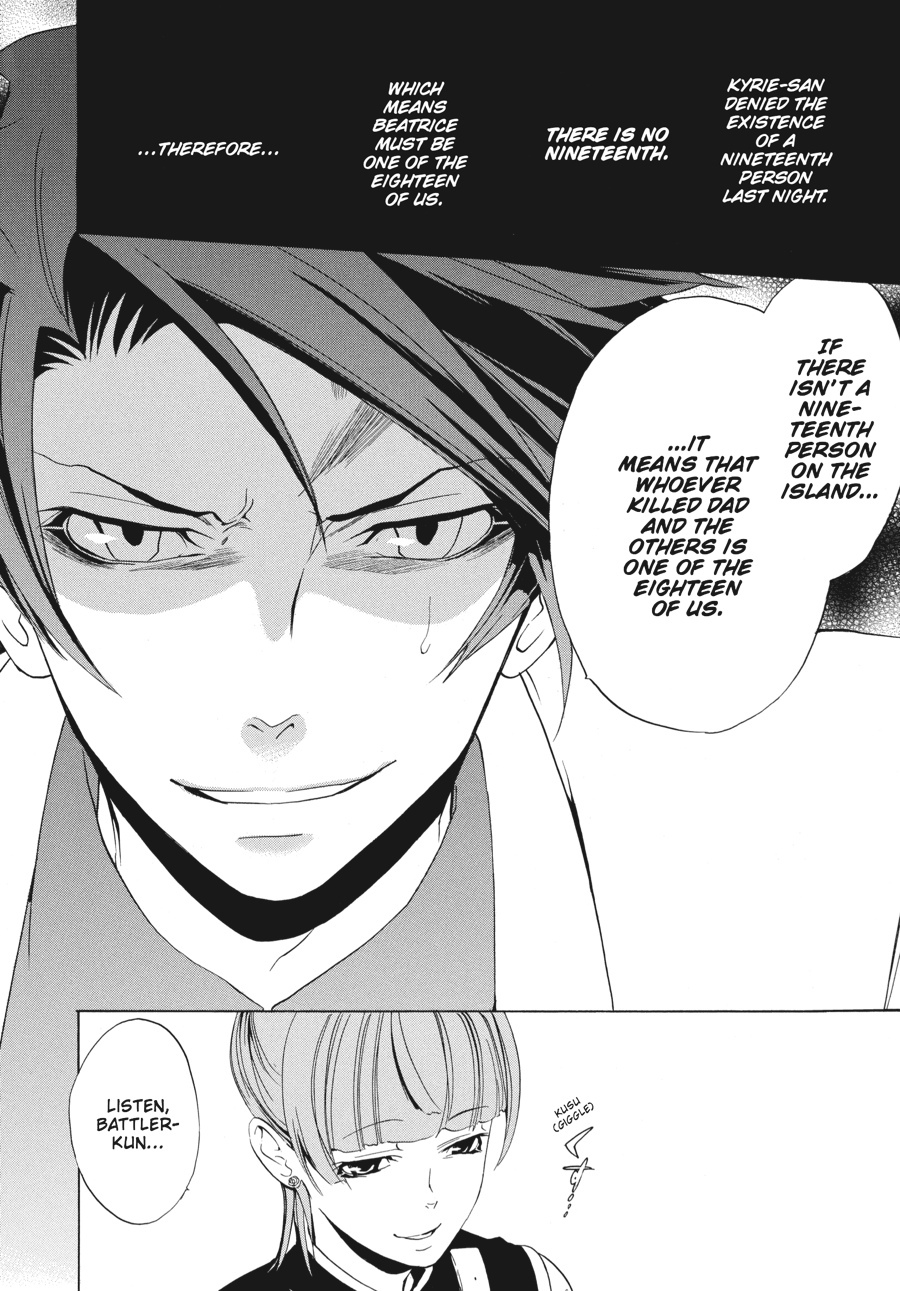 KYRIE-SAN
DENIED THE
EXISTENCE
OF A
NINETEENTH
PERSON
LAST NIGHT.
THERE IS NO
NINETEENTH.
WHICH
MEANS
BEATRICE
MUST BE
ONE OF THE
EIGHTEEN
OF US.
...THEREFORE...
IF
THERE
ISN'T A
NINE-
TEENTH
PERSON
ON THE
ISLAND...
...IT
MEANS THAT
WHOEVER
KILLED DAD
AND THE
OTHERS IS
ONE OF THE
EIGHTEEN
OF US.
KUSU
(GIGGLE)
クス...
LISTEN,
BATTLER-
KUN...